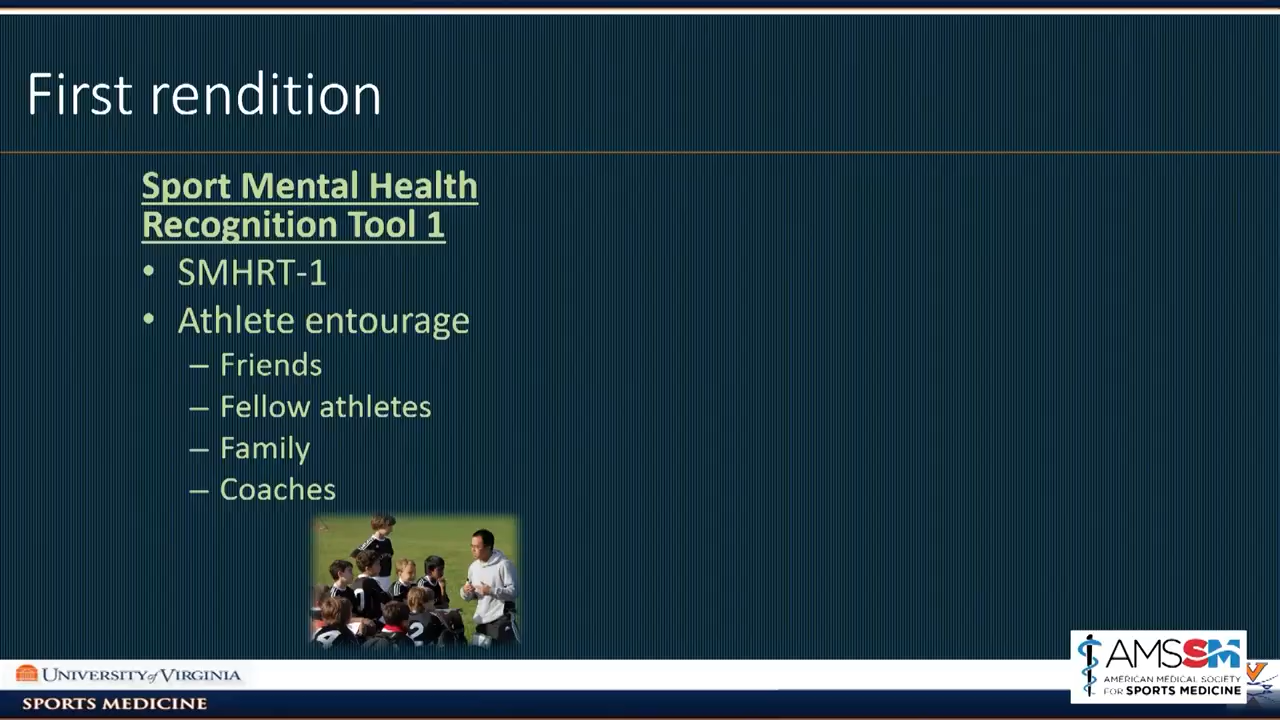 First rendition
Sport Mental Health
Recognition Tool 1
• SMHRT-1
• Athlete entourage
– Friends
– Fellow athletes
– Family
– Coaches
UNIVERSITY of VIRGINIA
SPORTS MEDICINE
AMSSM
AMERICAN MEDICAL SOCIETY
FOR SPORTS MEDICINE